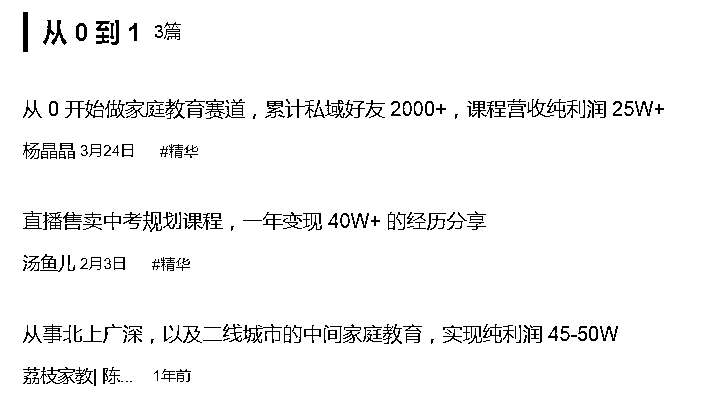 从 0 到 1 3篇
从 0 开始做家庭教育赛道，累计私域好友 2000+，课程营收纯利润 25W+
杨晶晶 3月24日 #精华
直播售卖中考规划课程，一年变现 40W+ 的经历分享
汤鱼儿 2月3日 #精华
从事北上广深，以及二线城市的中间家庭教育，实现纯利润 45-50W
荔枝家教| 陈... 1年前